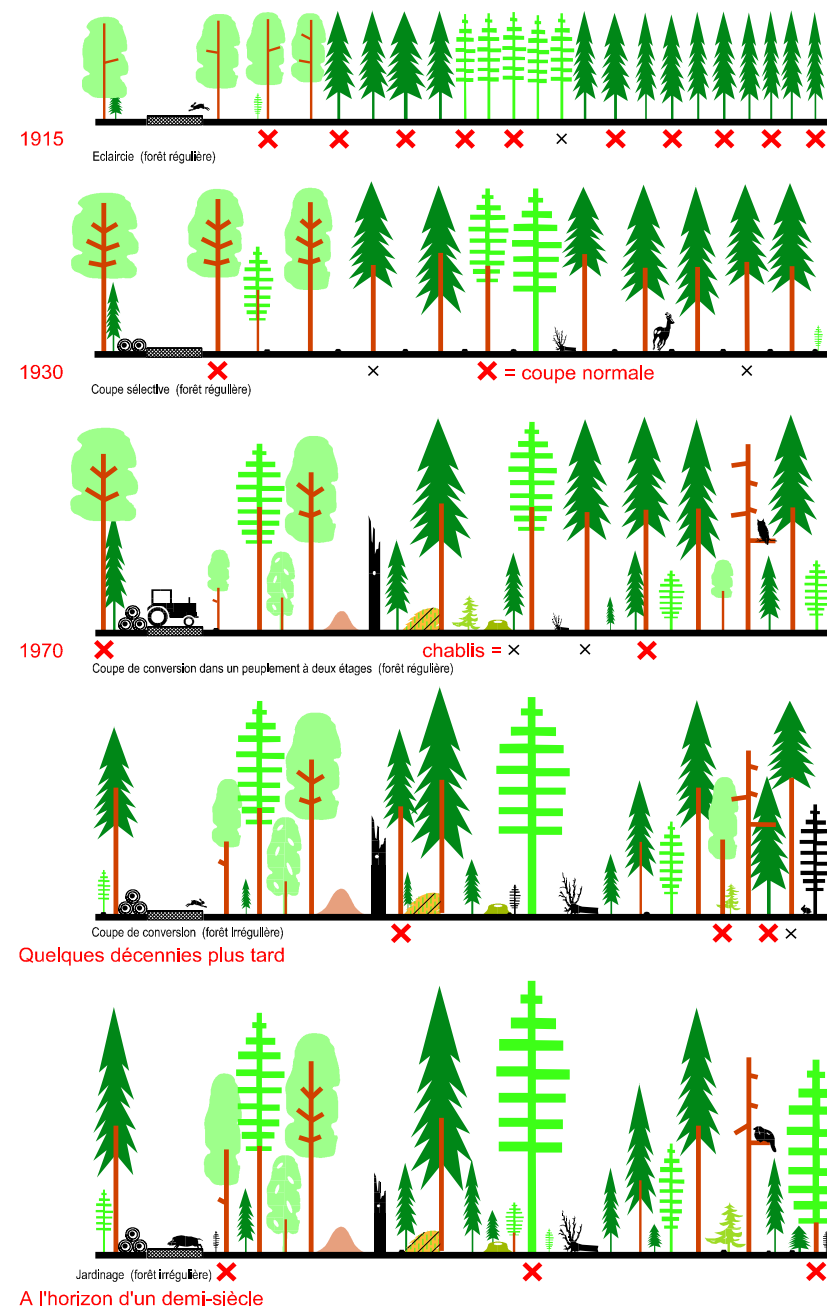 1915
Eclaircie (forêt régulière)
1930
= coupe normale
Coupe sélective (forêt régulière)
1970
chablis =
Coupe de conversion dans un peuplement à deux étages (forêt régulière)
Coupe de conversion (forêt irrégulière)
Quelques décennies plus tard
Jardinage (forêt irrégulière)
A l'horizon d'un demi-siècle